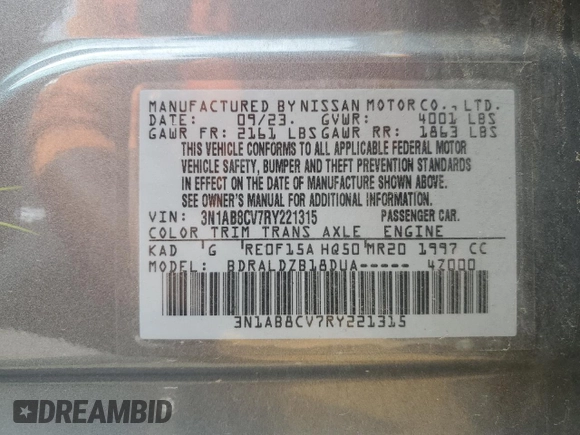 MANUFACTURED BY NISSAN MOTOR CO., LTD.
DATE: 09/23. GVWR: 4001 LBS
GAWR FR: 2161 LBS GAWR RR: 1863 LBS
THIS VEHICLE CONFORMS TO ALL APPLICABLE FEDERAL MOTOR
VEHICLE SAFETY, BUMPER AND THEFT PREVENTION STANDARDS
IN EFFECT ON THE DATE OF MANUFACTURE SHOWN ABOVE.
SEE OWNER'S MANUAL FOR ADDITIONAL INFORMATION.
VIN: 3N1AB8CV7RY221315 PASSENGER CAR.
COLOR TRIM TRANS AXLE ENGINE
KAD G RE0F15A HQ50 MR20 1997 CC
MODEL: BDRALDZB18DUA----- 4Z000
3N1AB8CV7RY221315
DREAMBID